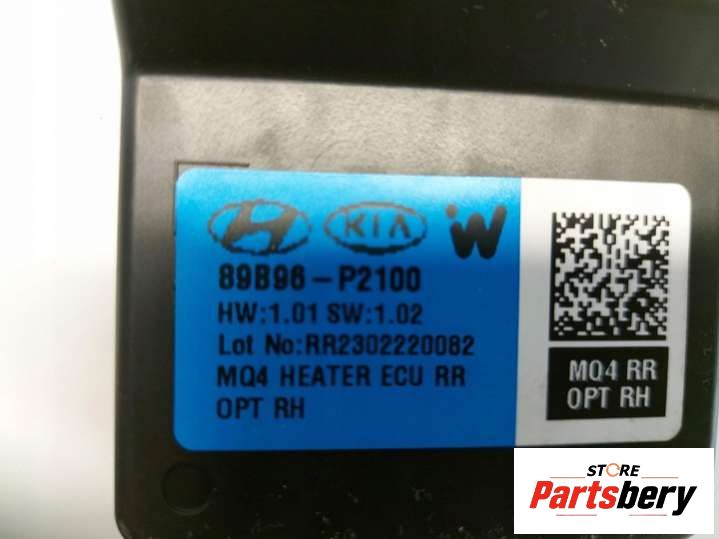 KIA iW
89B96-P2100
HW:1.01 SW:1.02
Lot No:RR2302220082
MQ4 HEATER ECU RR
OPT RH
MQ4 RR
OPT RH
STORE
Partsbery